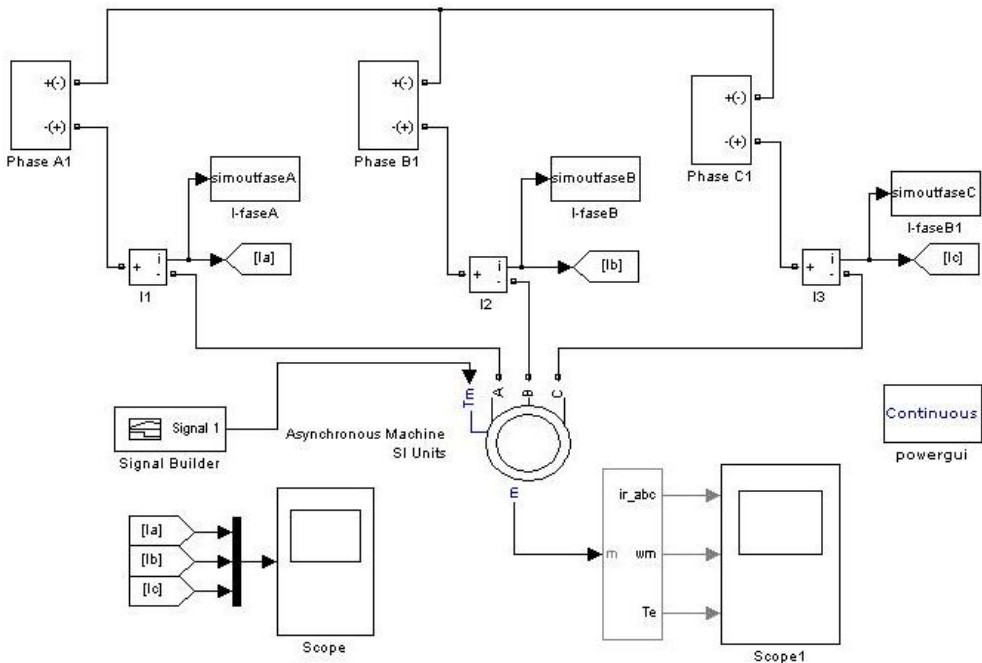 +(-)
-(+)
Phase A1
+(-)
-(+)
Phase B1
+(-)
-(+)
Phase C1
simoutfaseA
I-faseA
simoutfaseB
I-faseB
simoutfaseC
I-faseB1
+ i
-
[Ia]
I1
+ i
-
[Ib]
I2
+ i
-
[Ic]
I3
Tm
A
B
C
Signal 1
Signal Builder
Asynchronous Machine
SI Units
Continuous
powergui
[Ia]
[Ib]
[Ic]
Scope
m
ir_abc
wm
Te
Scope1